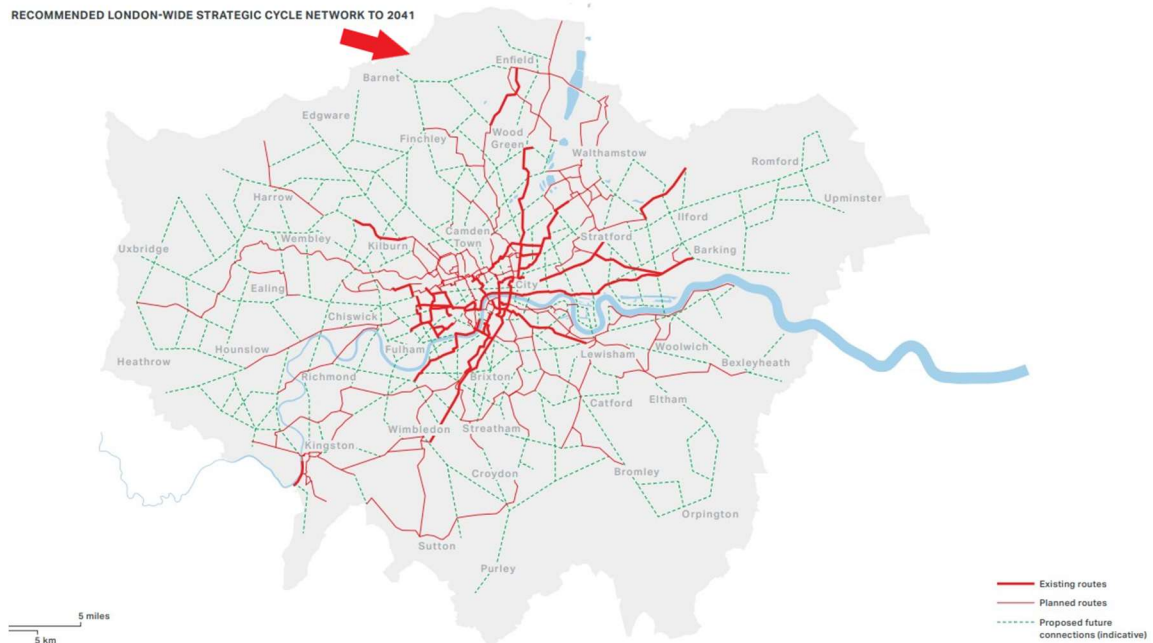 RECOMMENDED LONDON-WIDE STRATEGIC CYCLE NETWORK TO 2041
Enfield
Barnet
Edgware
Finchley
Wood
Green
Walthamstow
Romford
Harrow
Upminster
Ilford
Camden
Town
Stratford
Wembley
Kilburn
Uxbridge
Barking
City
Ealing
Chiswick
Hounslow
Fulham
Lewisham
Woolwich
Heathrow
Bexleyheath
Richmond
Brixton
Catford
Eltham
Wimbledon
Streatham
Kingston
Croydon
Bromley
Orpington
Sutton
Purley
Existing routes
Planned routes
Proposed future
connections (indicative)
5 miles
5 km